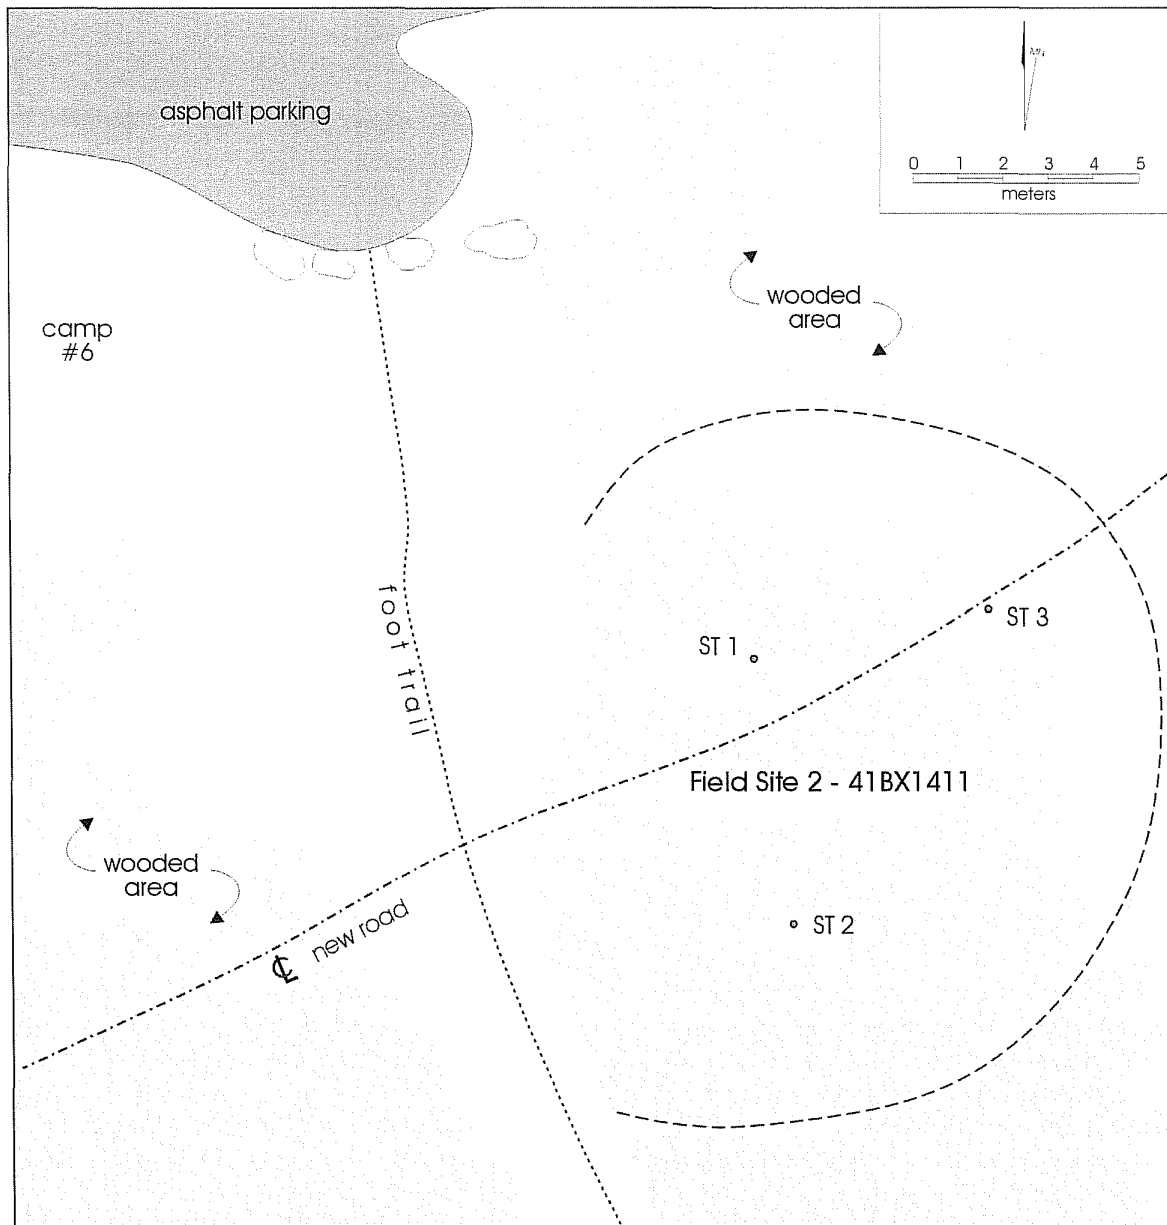 asphalt parking
MN
0 1 2 3 4 5
meters
wooded
area
camp
#6
foot trail
ST 3
ST 1
Field Site 2 - 41BX1411
wooded
area
ST 2
℄ new road